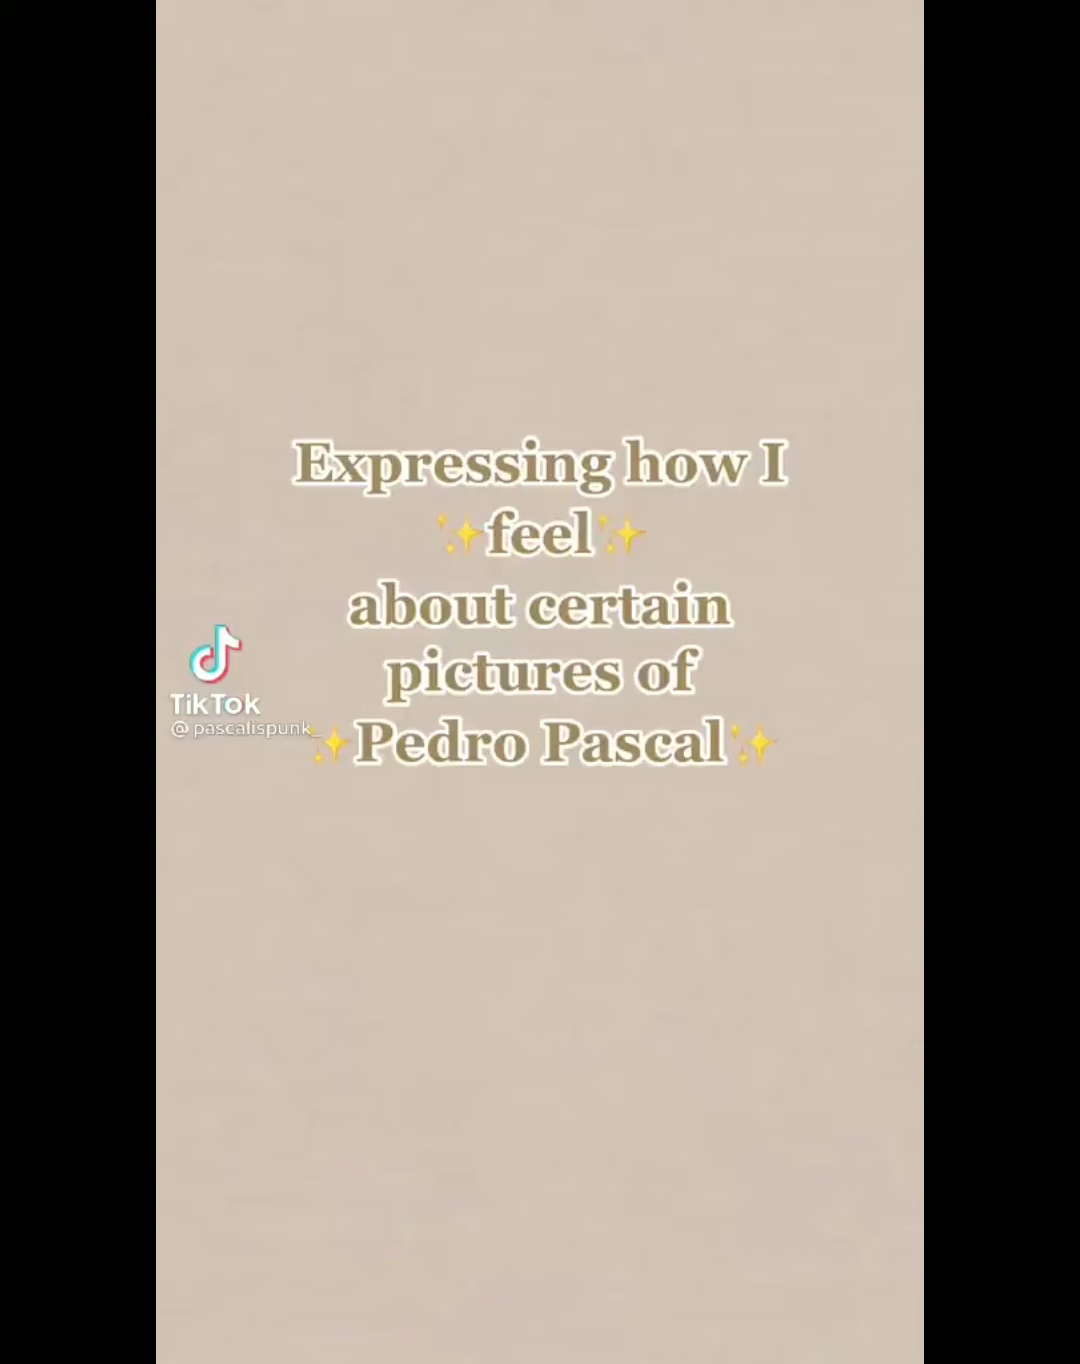 Expressing how I
✨feel✨
about certain
pictures of
✨Pedro Pascal✨
TikTok
@pascalispunk_